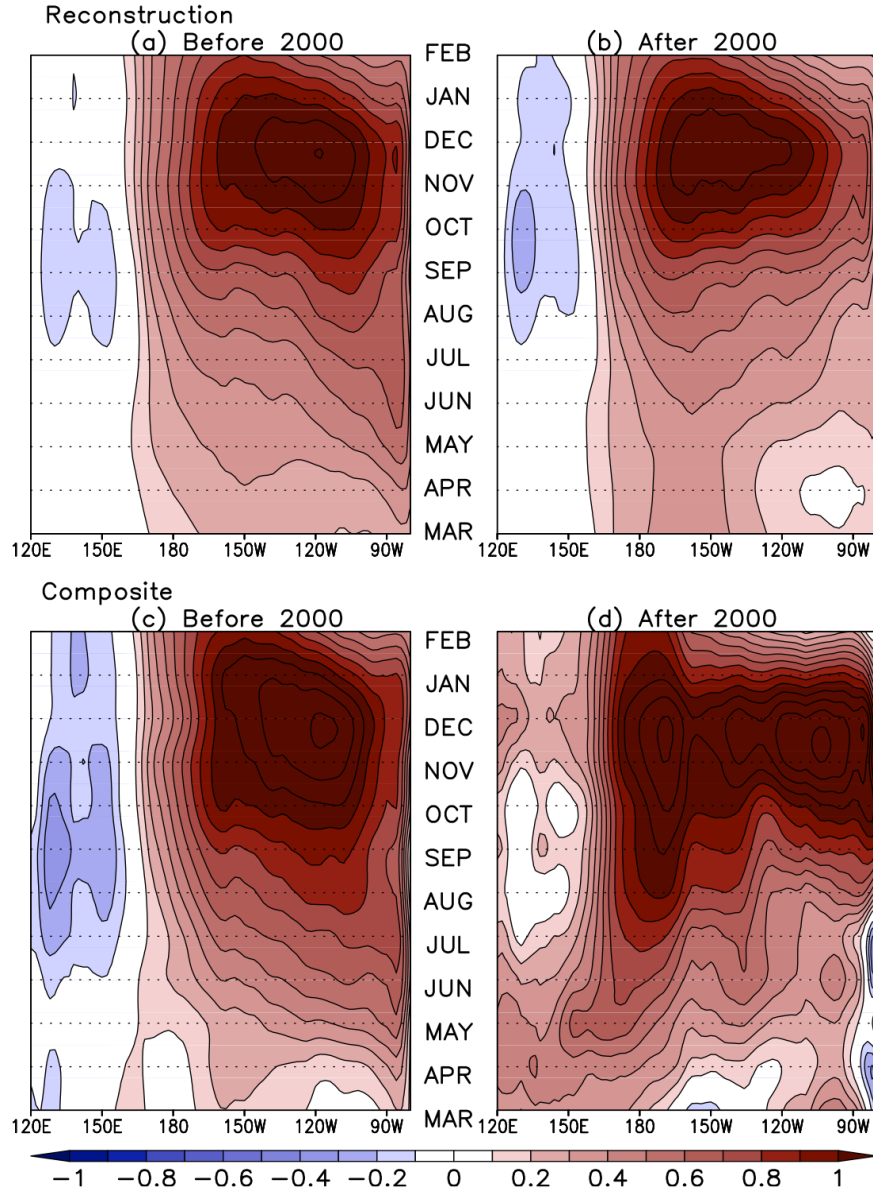 Reconstruction
(a) Before 2000
(b) After 2000
FEB
JAN
DEC
NOV
OCT
SEP
AUG
JUL
JUN
MAY
APR
MAR
120E 150E 180 150W 120W 90W
120E 150E 180 150W 120W 90W
Composite
(c) Before 2000
(d) After 2000
FEB
JAN
DEC
NOV
OCT
SEP
AUG
JUL
JUN
MAY
APR
MAR
120E 150E 180 150W 120W 90W
120E 150E 180 150W 120W 90W
-1 -0.8 -0.6 -0.4 -0.2 0 0.2 0.4 0.6 0.8 1